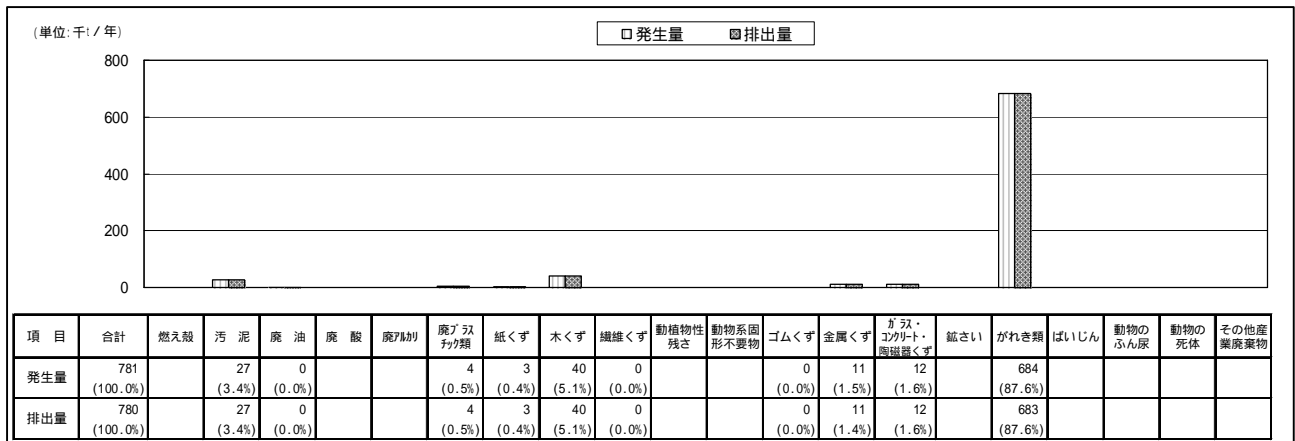 (単位:千t/年)
□発生量 ▩排出量
800
600
400
200
0
項 目 合計 燃え殻 汚 泥 廃 油 廃 酸 廃アルカリ 廃プラスチック類 紙くず 木くず 繊維くず 動植物性残さ 動物系固形不要物 ゴムくず 金属くず ガラス・コンクリート・陶磁器くず 鉱さい がれき類 ばいじん 動物のふん尿 動物の死体 その他産業廃棄物
発生量 781 27 0 4 3 40 0 0 11 12 684
(100.0%) (3.4%) (0.0%) (0.5%) (0.4%) (5.1%) (0.0%) (0.0%) (1.5%) (1.6%) (87.6%)
排出量 780 27 0 4 3 40 0 0 11 12 683
(100.0%) (3.4%) (0.0%) (0.5%) (0.4%) (5.1%) (0.0%) (0.0%) (1.4%) (1.6%) (87.6%)